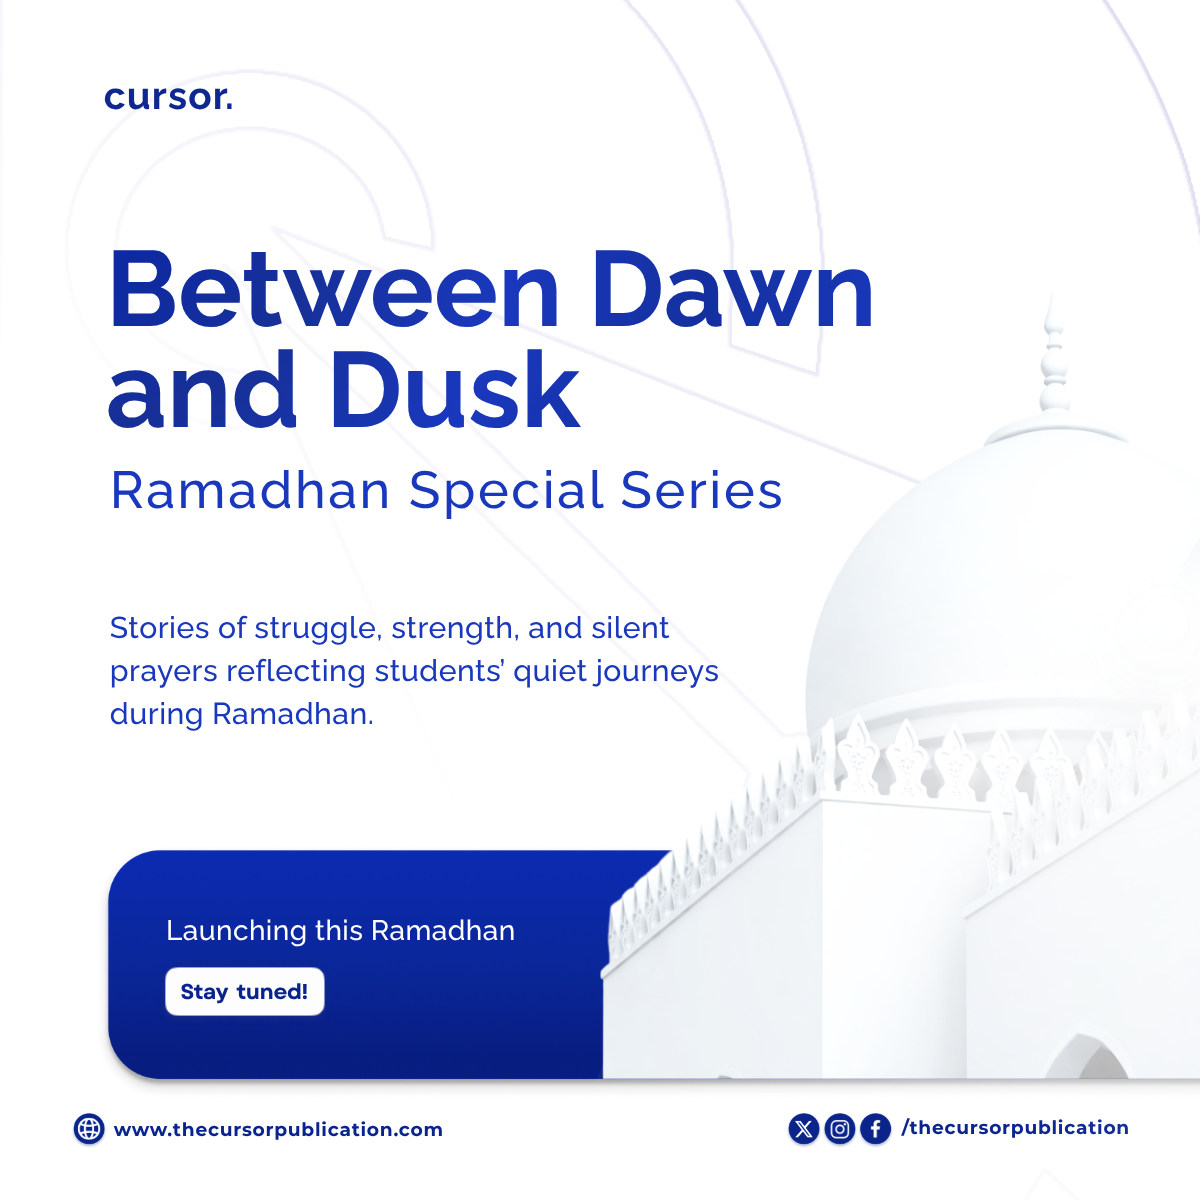 cursor.
Between Dawn
and Dusk
Ramadhan Special Series
Stories of struggle, strength, and silent
prayers reflecting students’ quiet journeys
during Ramadhan.
Launching this Ramadhan
Stay tuned!
www.thecursorpublication.com
/thecursorpublication